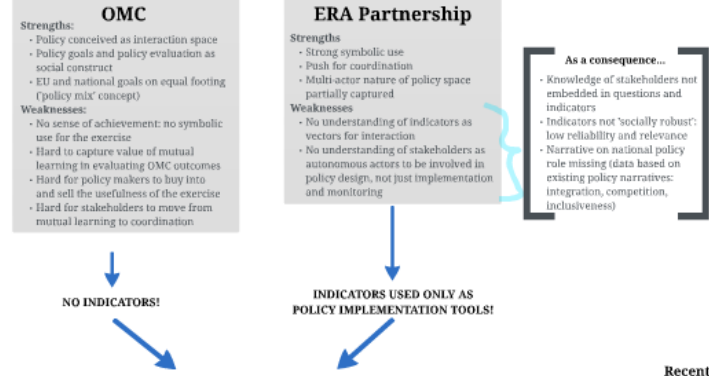 OMC
Strengths:
- Policy conceived as interaction space
- Policy goals and policy evaluation as
social construct
- EU and national goals on equal footing
('policy mix' concept)
Weaknesses:
- No sense of achievement: no symbolic
use for the exercise
- Hard to capture value of mutual
learning in evaluating OMC outcomes
- Hard for policy makers to buy into
and sell the usefulness of the exercise
- Hard for stakeholders to move from
mutual learning to coordination
NO INDICATORS!
ERA Partnership
Strengths
- Strong symbolic use
- Push for coordination
- Multi-actor nature of policy space
partially captured
Weaknesses
- No understanding of indicators as
vectors for interaction
- No understanding of stakeholders as
autonomous actors to be involved in
policy design, not just implementation
and monitoring
INDICATORS USED ONLY AS
POLICY IMPLEMENTATION TOOLS!
As a consequence...
- Knowledge of stakeholders not
embedded in questions and
indicators
- Indicators not 'socially robust':
low reliability and relevance
- Narrative on national policy
role missing (data based on
existing policy narratives:
integration, competition,
inclusiveness)
Recent